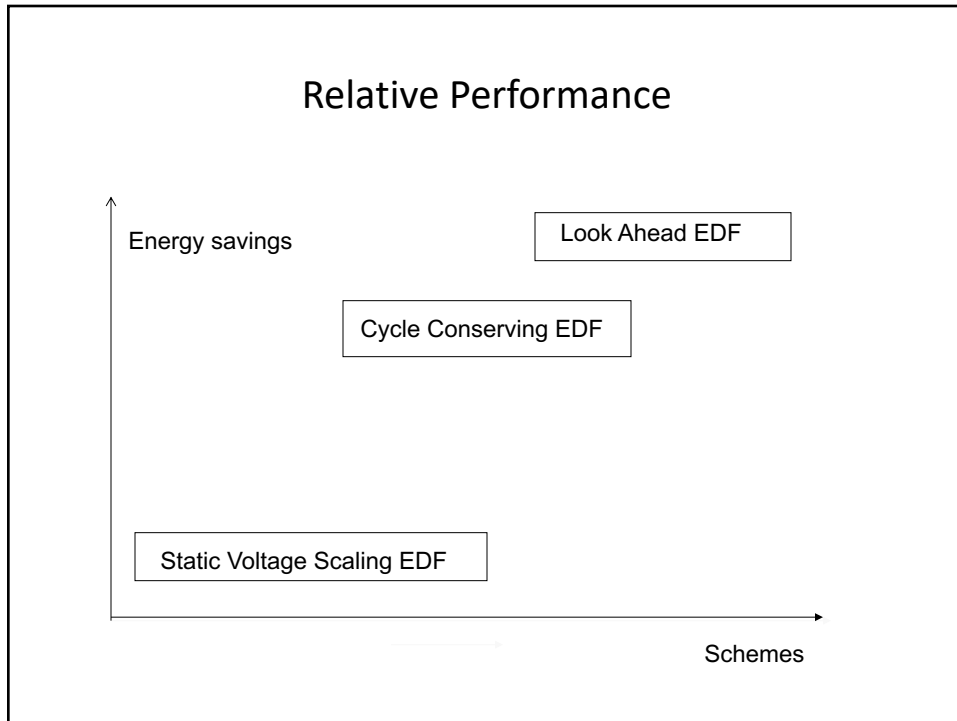 Relative Performance
Energy savings
Look Ahead EDF
Cycle Conserving EDF
Static Voltage Scaling EDF
Schemes